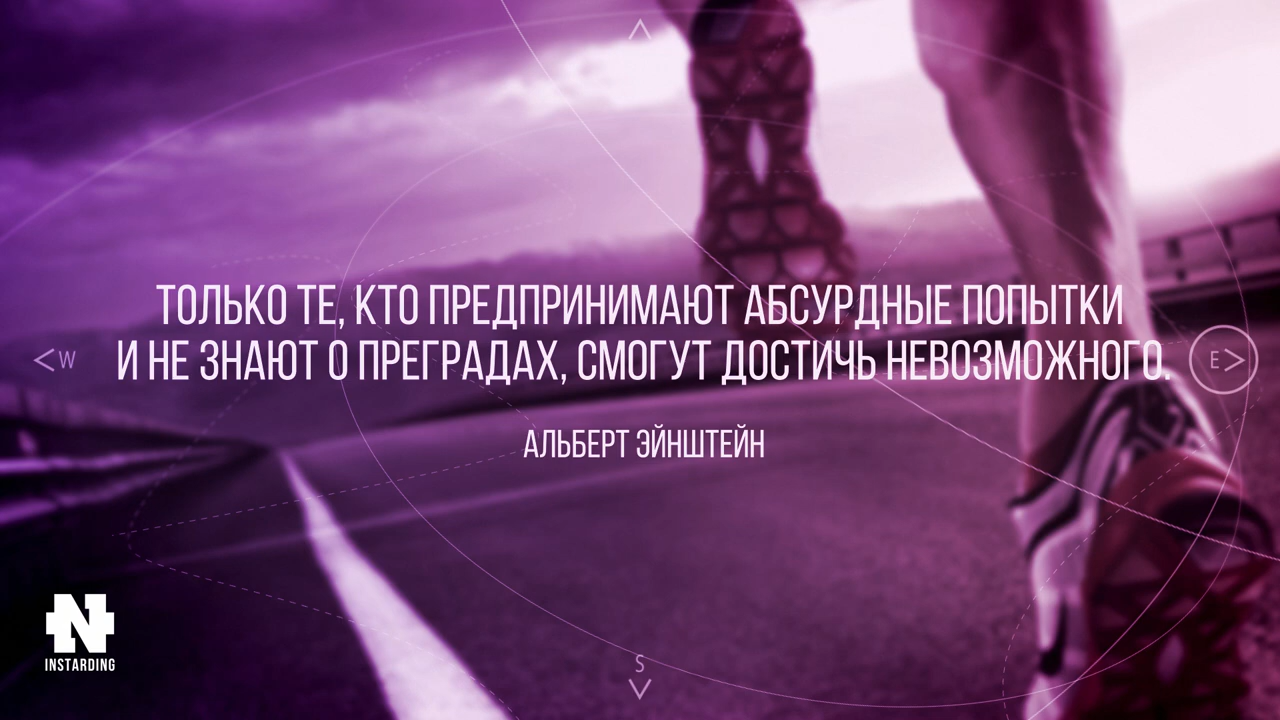 <W
ТОЛЬКО ТЕ, КТО ПРЕДПРИНИМАЮТ АБСУРДНЫЕ ПОПЫТКИ
И НЕ ЗНАЮТ О ПРЕГРАДАХ, СМОГУТ ДОСТИЧЬ НЕВОЗМОЖНОГО.
E>
АЛЬБЕРТ ЭЙНШТЕЙН
N
INSTARDING
S